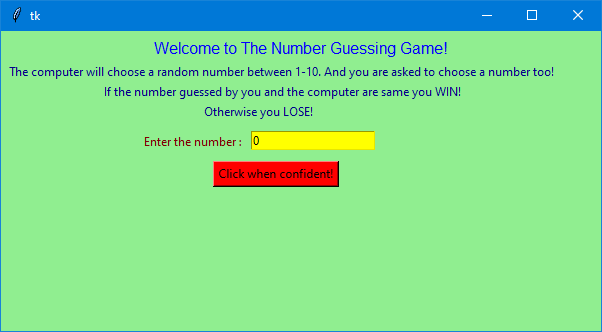 tk
Welcome to The Number Guessing Game!
The computer will choose a random number between 1-10. And you are asked to choose a number too!
If the number guessed by you and the computer are same you WIN!
Otherwise you LOSE!
Enter the number : 0
Click when confident!